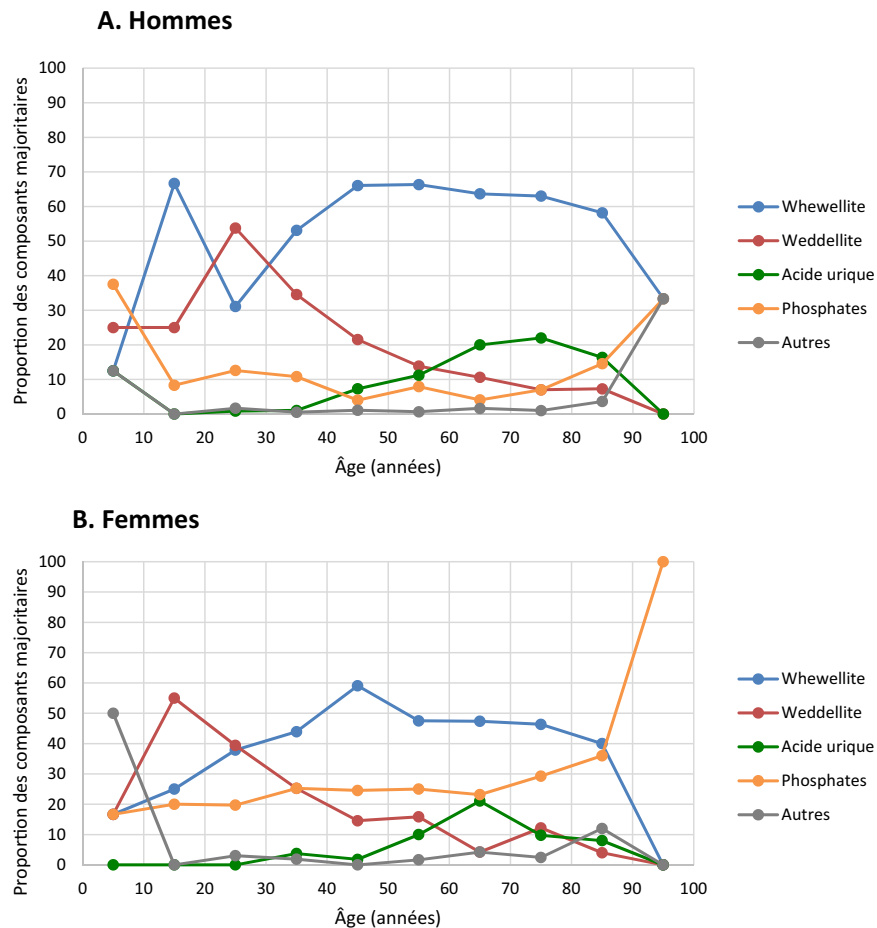 A. Hommes
Proportion des composants majoritaires
100
90
80
70
60
50
40
30
20
10
0
0 10 20 30 40 50 60 70 80 90 100
Âge (années)
Whewellite
Weddellite
Acide urique
Phosphates
Autres
B. Femmes
Proportion des composants majoritaires
100
90
80
70
60
50
40
30
20
10
0
0 10 20 30 40 50 60 70 80 90 100
Âge (années)
Whewellite
Weddellite
Acide urique
Phosphates
Autres